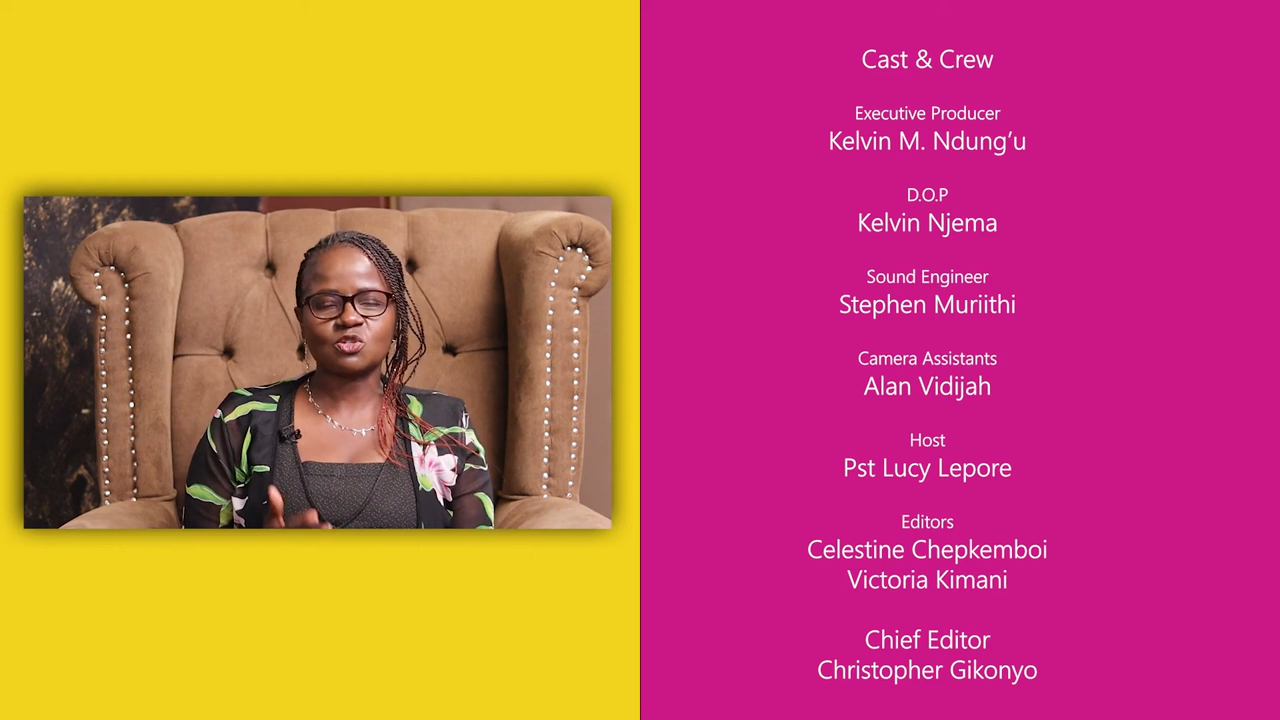 Cast & Crew
Executive Producer
Kelvin M. Ndung’u
D.O.P
Kelvin Njema
Sound Engineer
Stephen Muriithi
Camera Assistants
Alan Vidijah
Host
Pst Lucy Lepore
Editors
Celestine Chepkemboi
Victoria Kimani
Chief Editor
Christopher Gikonyo